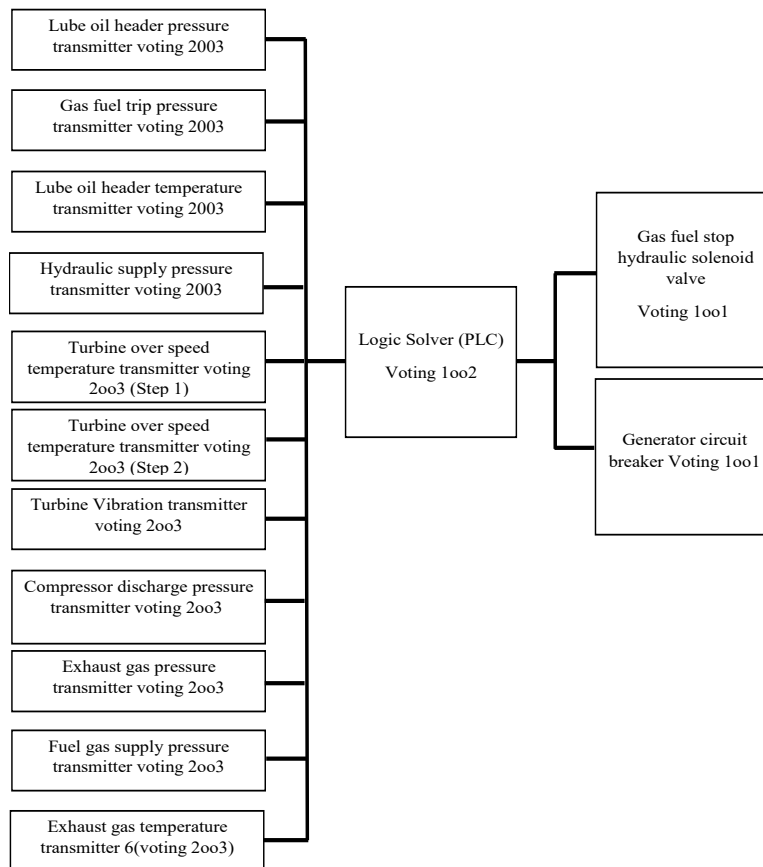 Lube oil header pressure
transmitter voting 2003
Gas fuel trip pressure
transmitter voting 2003
Lube oil header temperature
transmitter voting 2003
Hydraulic supply pressure
transmitter voting 2003
Turbine over speed
temperature transmitter voting
2oo3 (Step 1)
Turbine over speed
temperature transmitter voting
2oo3 (Step 2)
Turbine Vibration transmitter
voting 2oo3
Compressor discharge pressure
transmitter voting 2oo3
Exhaust gas pressure
transmitter voting 2oo3
Fuel gas supply pressure
transmitter voting 2oo3
Exhaust gas temperature
transmitter 6(voting 2oo3)
Logic Solver (PLC)
Voting 1oo2
Gas fuel stop
hydraulic solenoid
valve
Voting 1oo1
Generator circuit
breaker Voting 1oo1